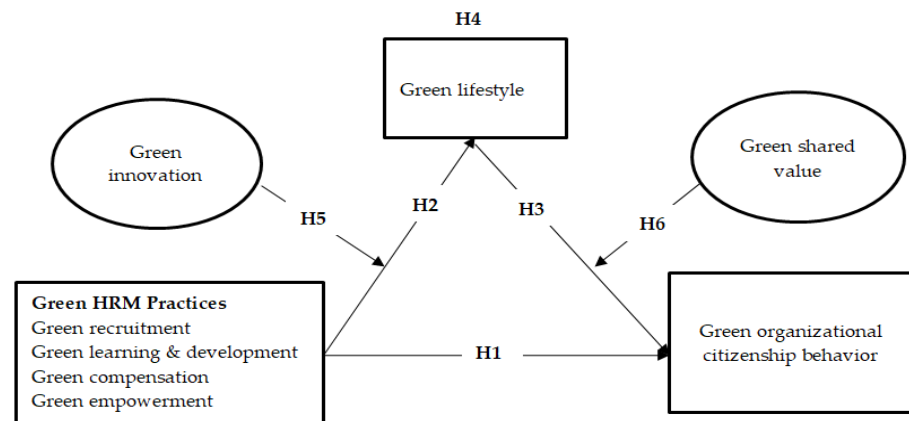 H4
Green lifestyle
Green
innovation
Green shared
value
H5
H2
H3
H6
Green HRM Practices
Green recruitment
Green learning & development
Green compensation
Green empowerment
H1
Green organizational
citizenship behavior